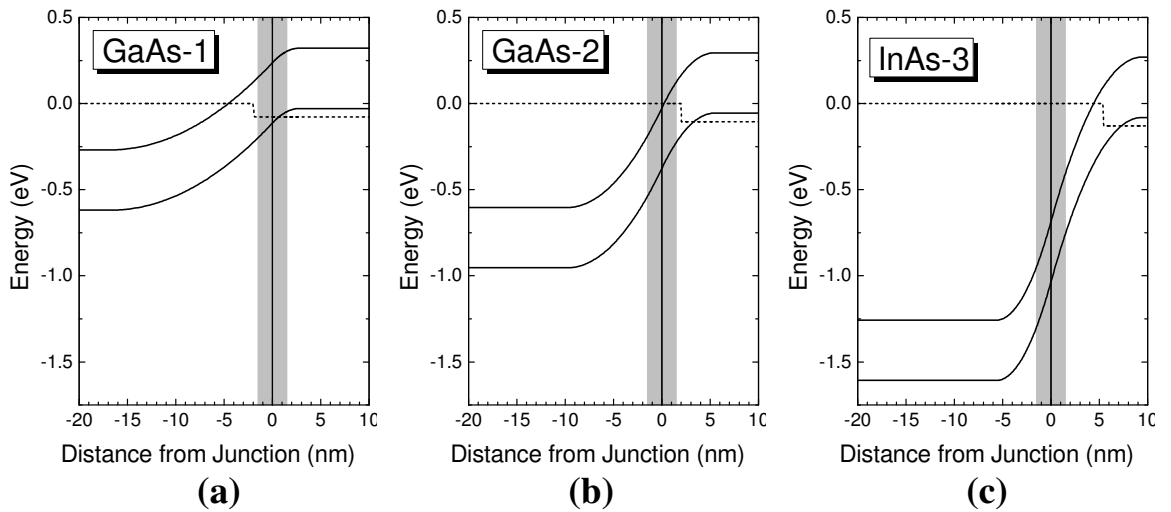 GaAs-1
GaAs-2
InAs-3
0.5
0.0
-0.5
-1.0
-1.5
Energy (eV)
-20 -15 -10 -5 0 5 10
Distance from Junction (nm)
(a)
0.5
0.0
-0.5
-1.0
-1.5
Energy (eV)
-20 -15 -10 -5 0 5 10
Distance from Junction (nm)
(b)
0.5
0.0
-0.5
-1.0
-1.5
Energy (eV)
-20 -15 -10 -5 0 5 10
Distance from Junction (nm)
(c)